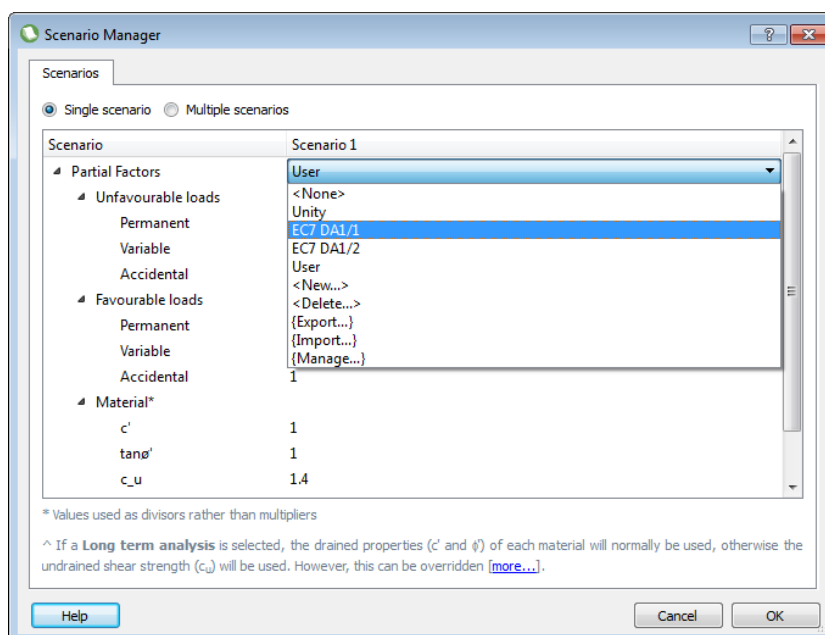 Scenario Manager
Scenarios
Single scenario Multiple scenarios
Scenario Scenario 1
Partial Factors User
<None>
Unfavourable loads
Unity
Permanent EC7 DA1/1
Variable EC7 DA1/2
User
Accidental
<New...>
Favourable loads <Delete...>
Permanent {Export...}
{Import...}
Variable {Manage...}
Accidental 1
Material*
c' 1
tanø' 1
c_u 1.4
* Values used as divisors rather than multipliers
^ If a Long term analysis is selected, the drained properties (c' and ϕ') of each material will normally be used, otherwise the
undrained shear strength (cᵤ) will be used. However, this can be overridden [more...].
Help Cancel OK